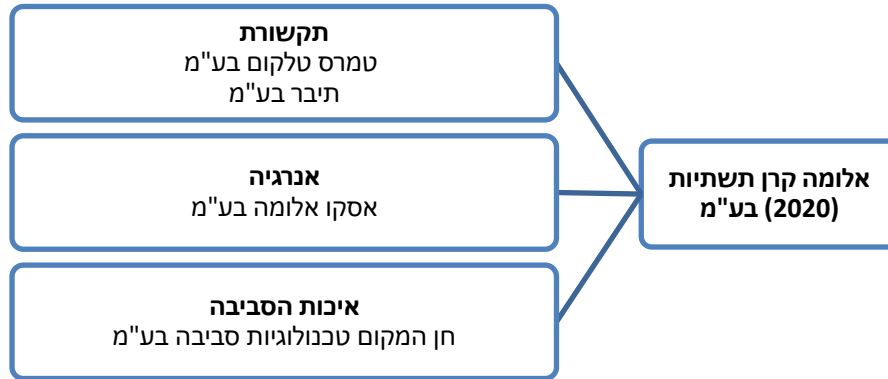 תקשורת
טמרס טלקום בע"מ
תיבר בע"מ
אנרגיה
אסקו אלומה בע"מ
איכות הסביבה
חן המקום טכנולוגיות סביבה בע"מ
אלומה קרן תשתיות
(2020) בע"מ